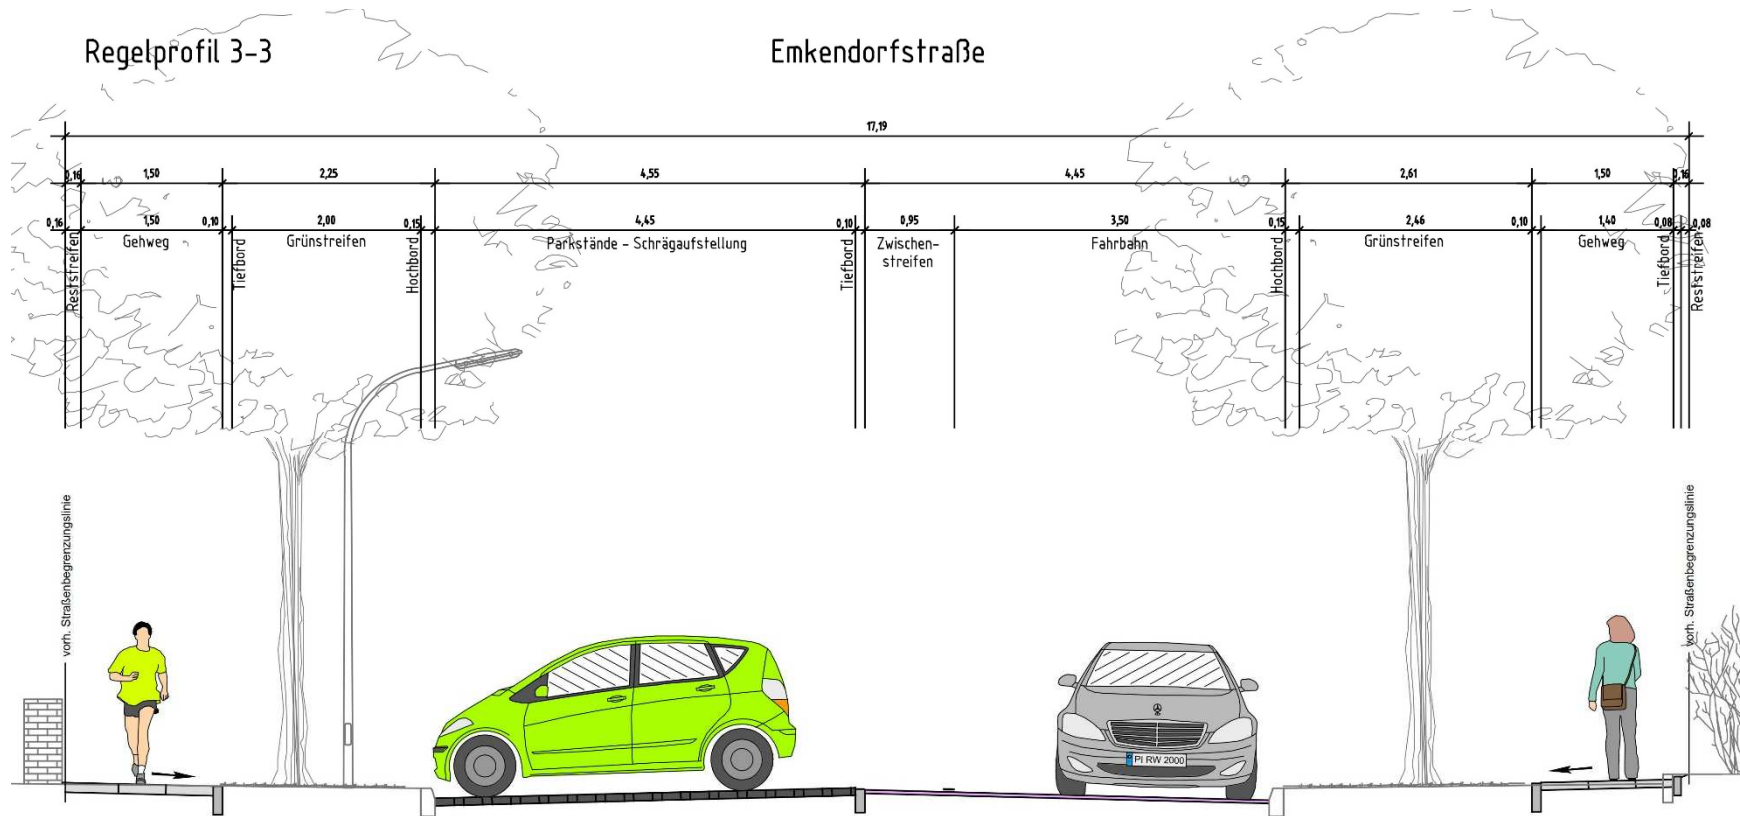 Regelprofil 3-3
Emkendorfstraße
17,19
0,16 1,50 2,25 4,55 4,45 2,61 1,50 0,16
0,16 1,50 0,10 2,00 0,15 4,45 0,10 0,95 3,50 0,15 2,46 0,10 1,40 0,08 0,08
Reststreifen
Gehweg
Tiefbord
Grünstreifen
Hochbord
Parkstände - Schrägaufstellung
Tiefbord
Zwischen-
streifen
Fahrbahn
Hochbord
Grünstreifen
Gehweg
Tiefbord
Reststreifen
vorh. Straßenbegrenzungslinie
vorh. Straßenbegrenzungslinie
PI RW 2000